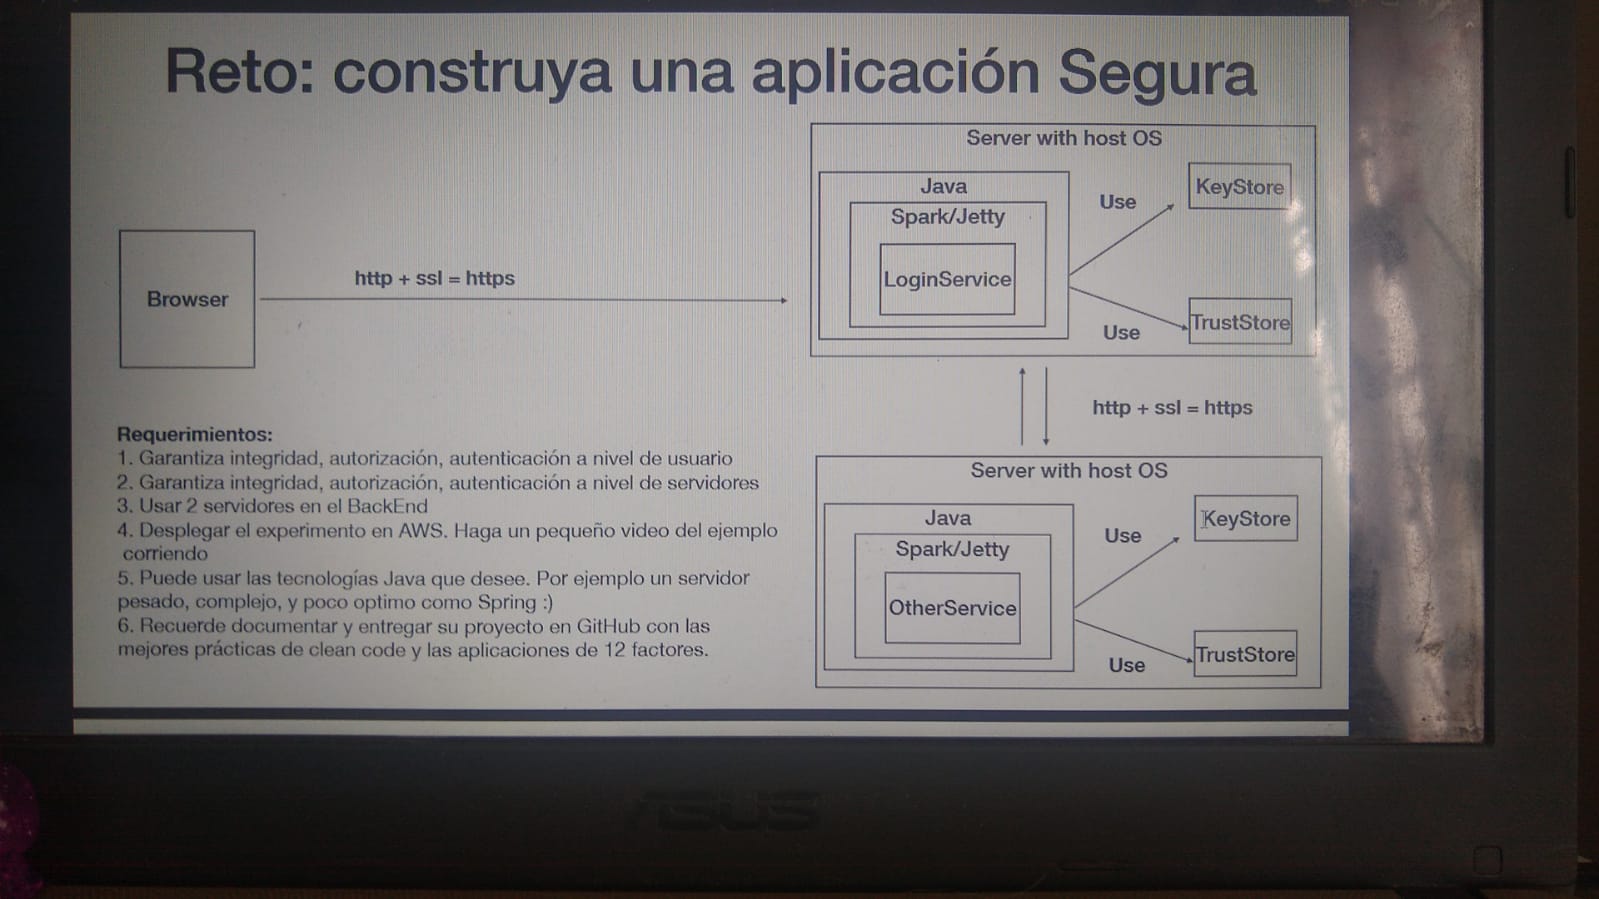 Reto: construya una aplicación Segura
Server with host OS
Java
Spark/Jetty
LoginService
Use
KeyStore
Use
TrustStore
Browser
http + ssl = https
http + ssl = https
Requerimientos:
1. Garantiza integridad, autorización, autenticación a nivel de usuario
2. Garantiza integridad, autorización, autenticación a nivel de servidores
3. Usar 2 servidores en el BackEnd
4. Desplegar el experimento en AWS. Haga un pequeño video del ejemplo
corriendo
5. Puede usar las tecnologías Java que desee. Por ejemplo un servidor
pesado, complejo, y poco optimo como Spring :)
6. Recuerde documentar y entregar su proyecto en GitHub con las
mejores prácticas de clean code y las aplicaciones de 12 factores.
Server with host OS
Java
Spark/Jetty
OtherService
Use
KeyStore
Use
TrustStore
ASUS